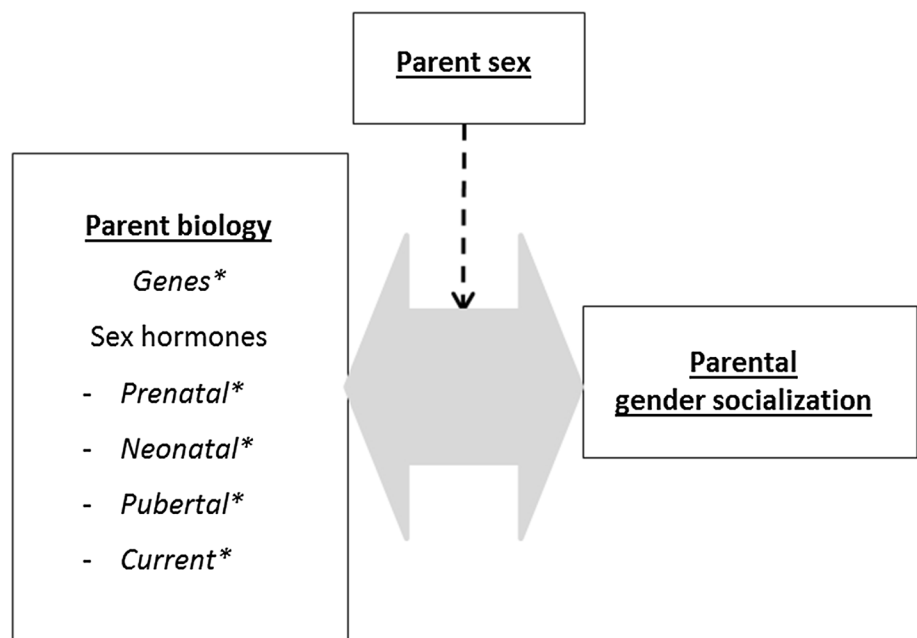 Parent sex
Parent biology
Genes*
Sex hormones
- Prenatal*
- Neonatal*
- Pubertal*
- Current*
Parental
gender socialization